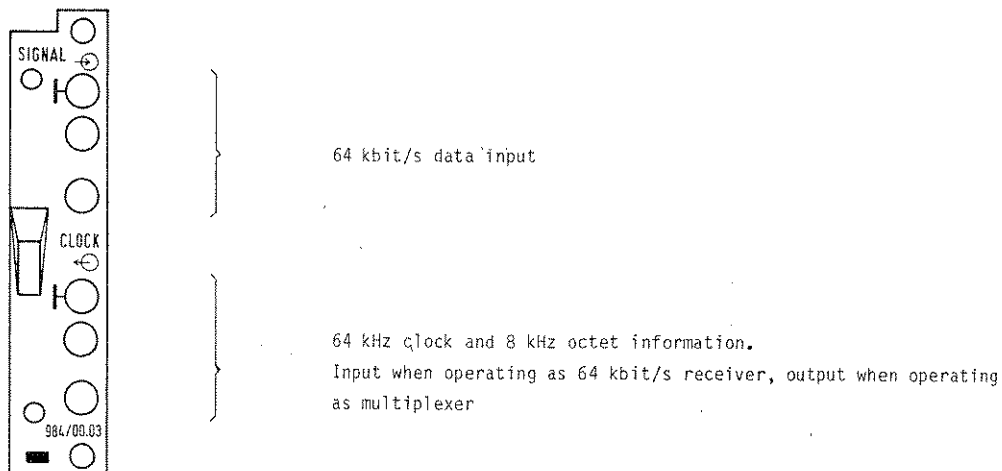 SIGNAL
64 kbit/s data input
CLOCK
64 kHz clock and 8 kHz octet information.
Input when operating as 64 kbit/s receiver, output when operating
as multiplexer
984/00.03